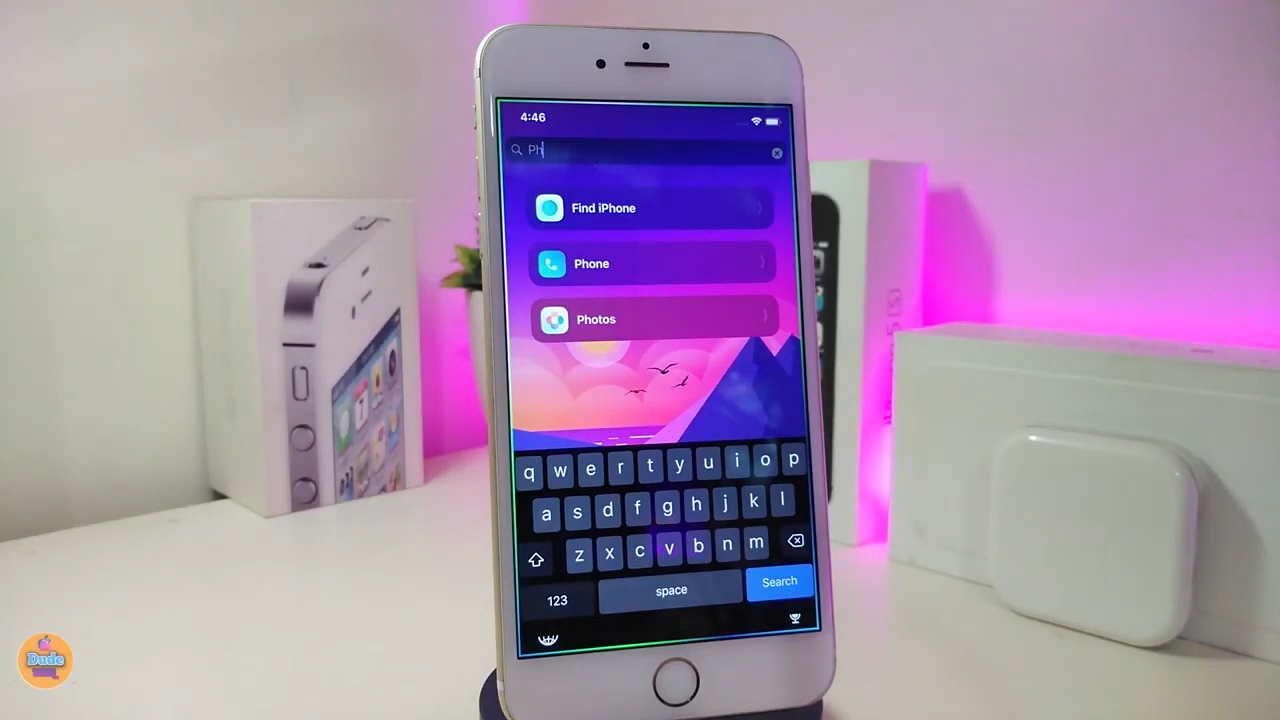 4:46
Ph
Find iPhone
Phone
Photos
q w e r t y u i o p
a s d f g h j k l
z x c v b n m
123 space Search
Dude